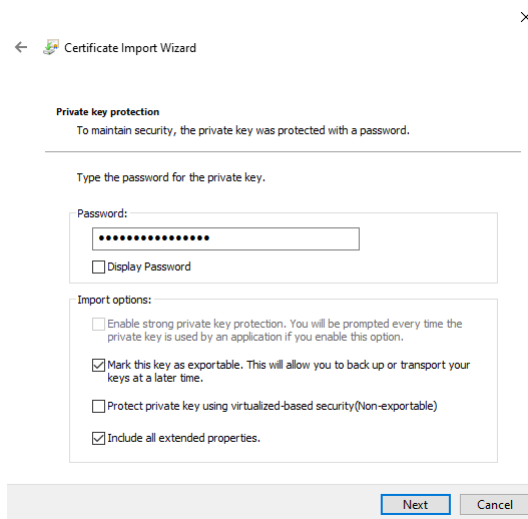 Certificate Import Wizard
Private key protection
To maintain security, the private key was protected with a password.
Type the password for the private key.
Password:
••••••••••••••••
Display Password
Import options:
Enable strong private key protection. You will be prompted every time the
private key is used by an application if you enable this option.
Mark this key as exportable. This will allow you to back up or transport your
keys at a later time.
Protect private key using virtualized-based security(Non-exportable)
Include all extended properties.
Next
Cancel